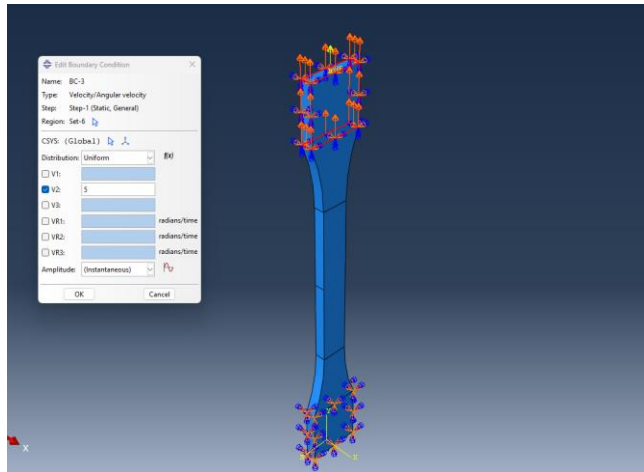 Edit Boundary Condition
Name: BC-3
Type: Velocity/Angular velocity
Step: Step-1 (Static, General)
Region: Set-6
CSYS: (Global)
Distribution: Uniform f(x)
V1:
V2: 5
V3:
VR1: radians/time
VR2: radians/time
VR3: radians/time
Amplitude: (Instantaneous)
OK Cancel
Y
X
Z
X